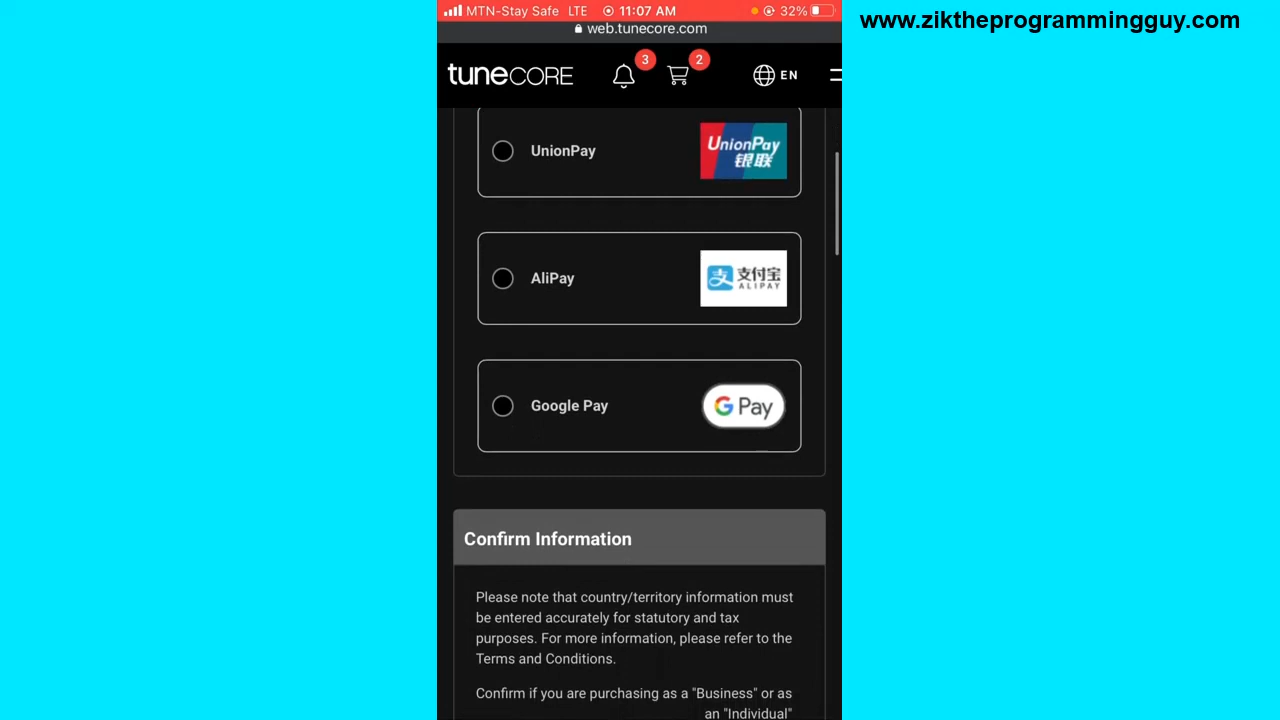 MTN-Stay Safe LTE 11:07 AM 32%
www.ziktheprogrammingguy.com
web.tunecore.com
tuneCORE 3 2 EN
UnionPay
UnionPay
银联
AliPay
支 支付宝
ALIPAY
Google Pay
G Pay
Confirm Information
Please note that country/territory information must
be entered accurately for statutory and tax
purposes. For more information, please refer to the
Terms and Conditions.
Confirm if you are purchasing as a "Business" or as
an "Individual"